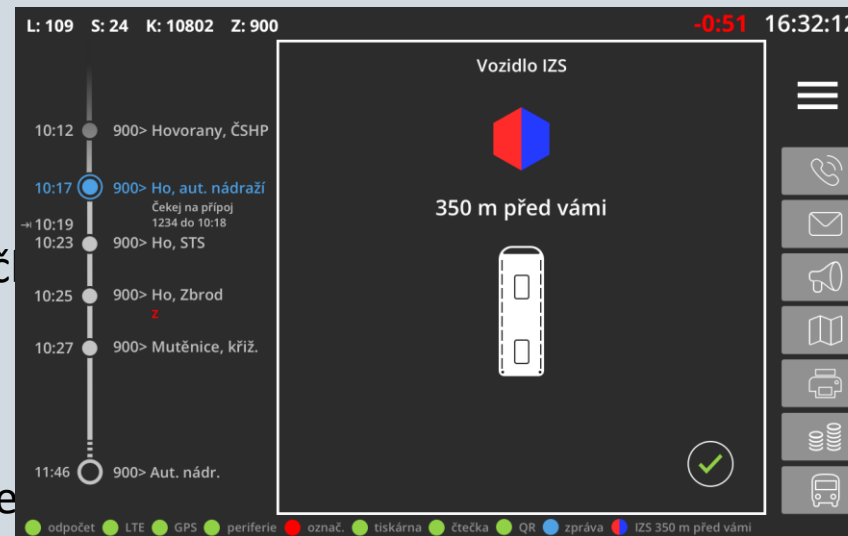 L: 109 S: 24 K: 10802 Z: 900
-0:51 16:32:12
Vozidlo IZS
350 m před vámi
10:12 900> Hovorany, ČSHP
10:17 900> Ho, aut. nádraží
Čekej na přípoj
1234 do 10:18
10:19
10:23 900> Ho, STS
10:25 900> Ho, Zbrod
z
10:27 900> Mutěnice, křiž.
11:46 900> Aut. nádr.
odpočet LTE GPS periferie označ. tiskárna čtečka QR zpráva IZS 350 m před vámi